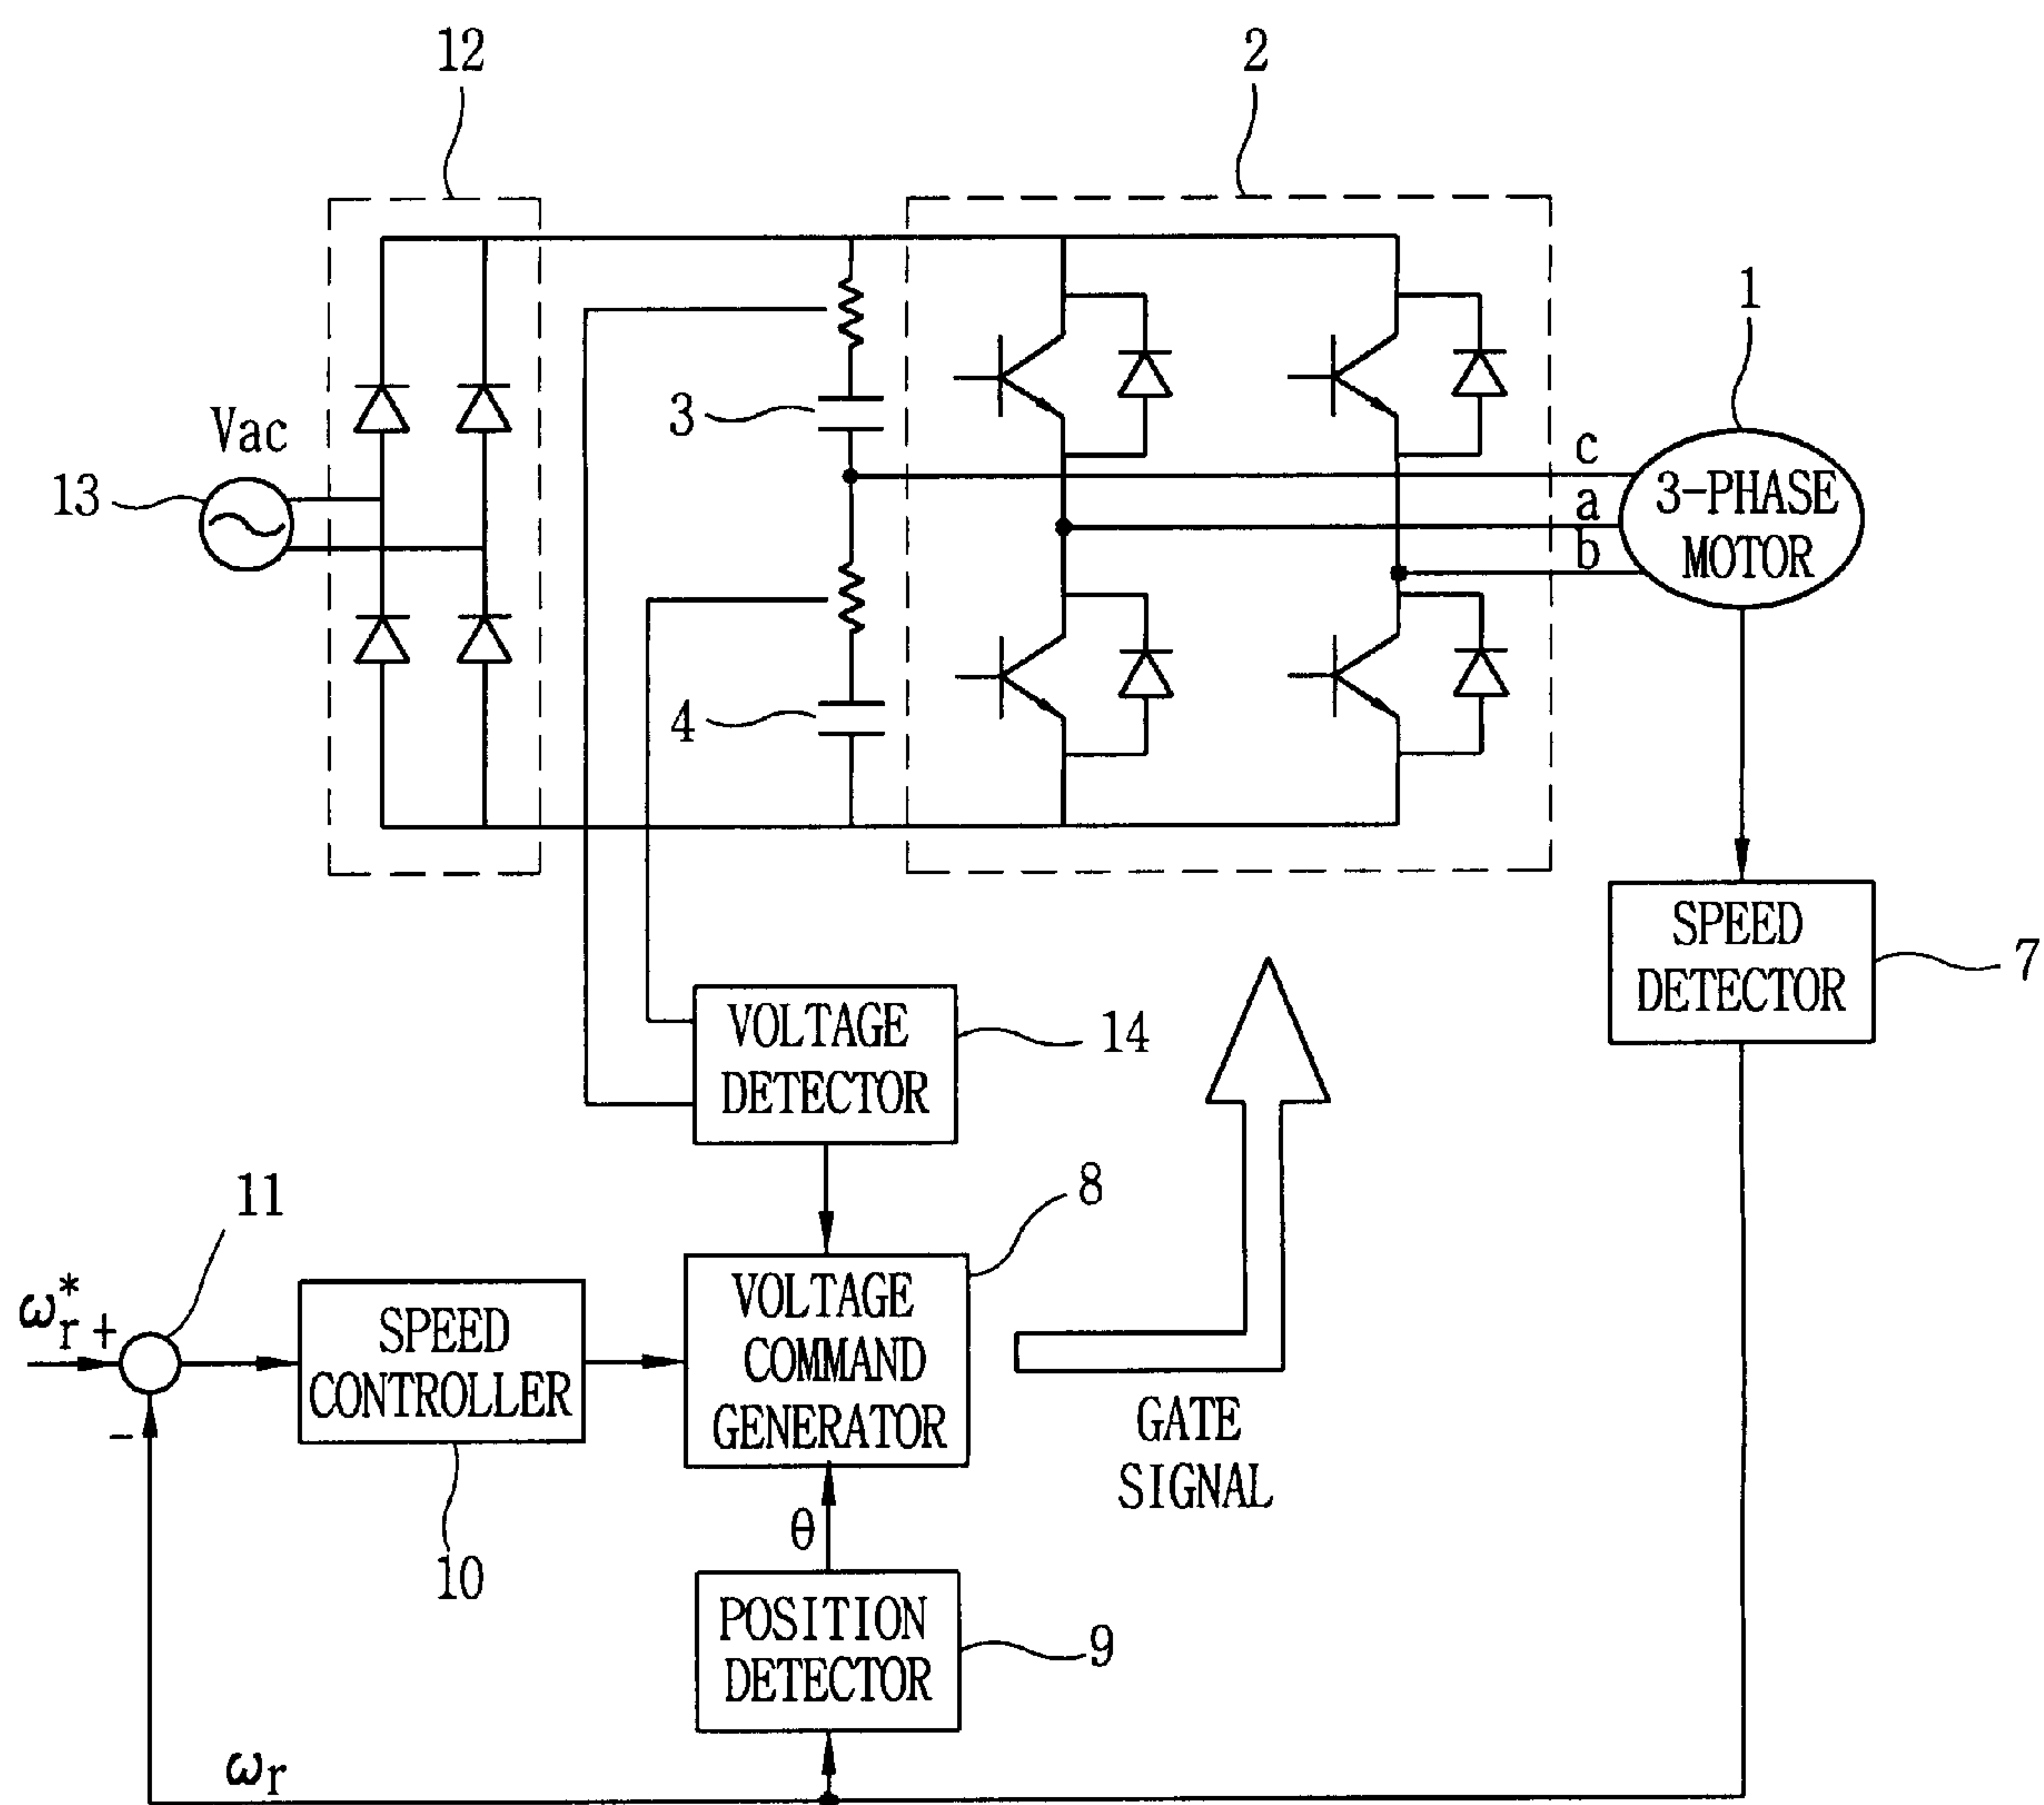 12
2
1
Vac
3
c
13
a
3-PHASE
MOTOR
b
4
SPEED
DETECTOR
7
VOLTAGE
DETECTOR
14
11
8
ωr* +
SPEED
CONTROLLER
VOLTAGE
COMMAND
GENERATOR
-
GATE
SIGNAL
θ
10
POSITION
DETECTOR
9
ωr